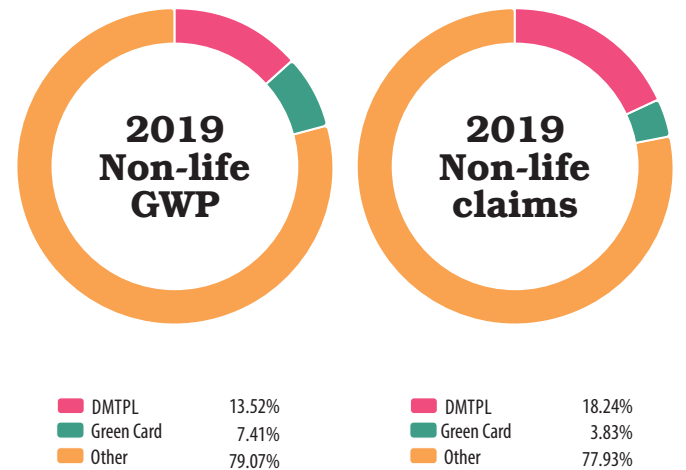 2019
Non-life
GWP
2019
Non-life
claims
DMTPL 13.52%
Green Card 7.41%
Other 79.07%
DMTPL 18.24%
Green Card 3.83%
Other 77.93%